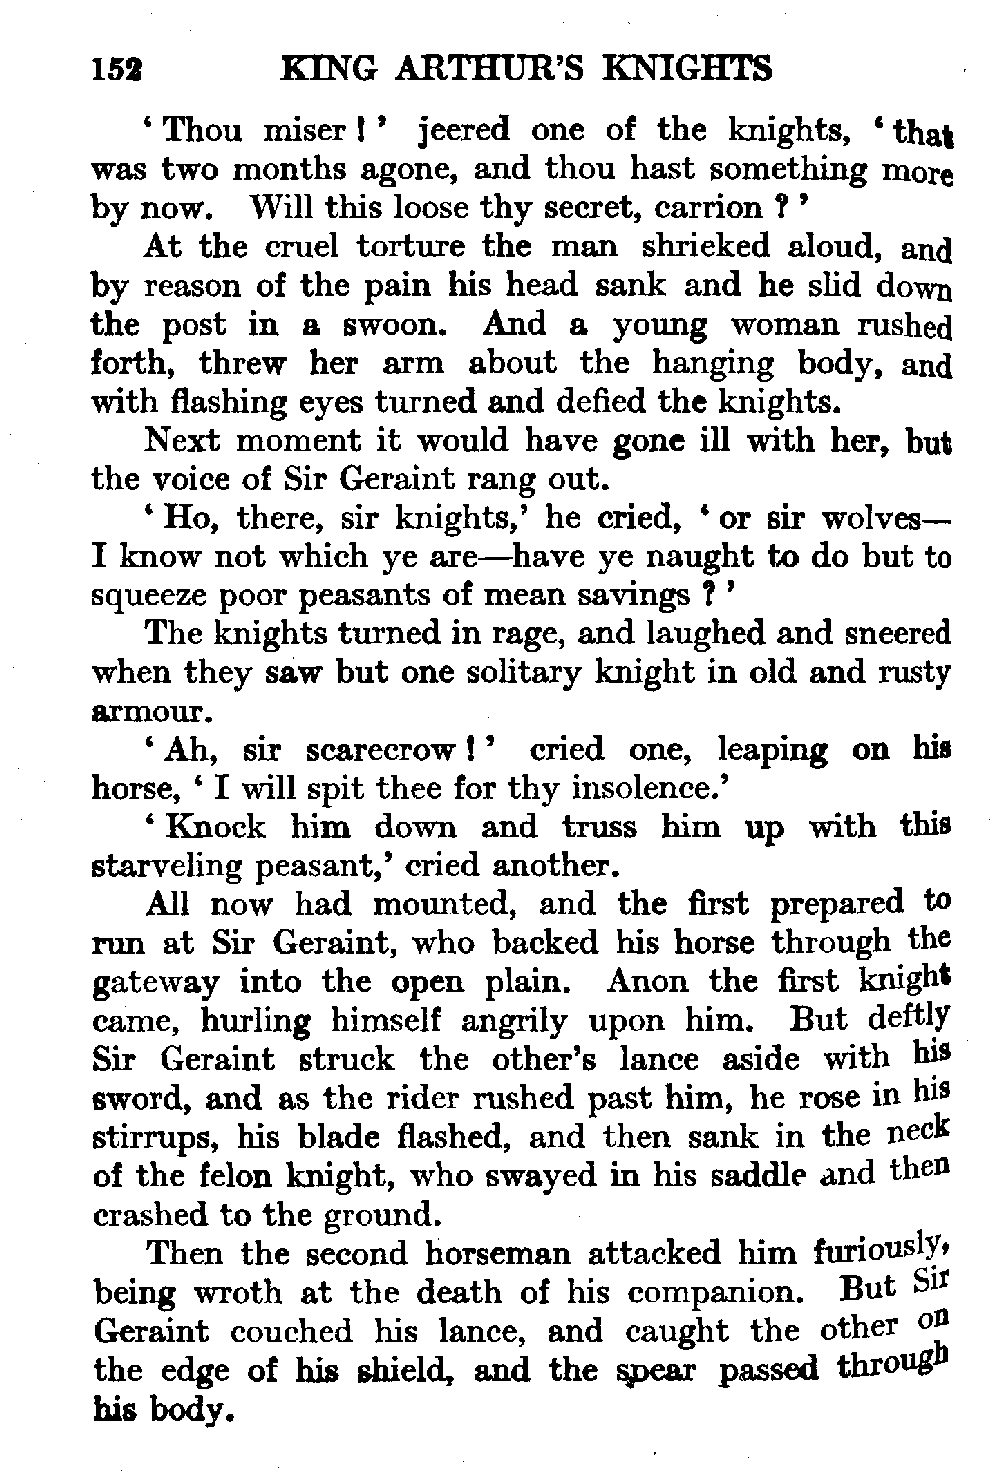 152 KING ARTHUR'S KNIGHTS
‘ Thou miser ! ’ jeered one of the knights, ‘ that
was two months agone, and thou hast something more
by now. Will this loose thy secret, carrion ? ’
At the cruel torture the man shrieked aloud, and
by reason of the pain his head sank and he slid down
the post in a swoon. And a young woman rushed
forth, threw her arm about the hanging body, and
with flashing eyes turned and defied the knights.
Next moment it would have gone ill with her, but
the voice of Sir Geraint rang out.
‘ Ho, there, sir knights,’ he cried, ‘ or sir wolves—
I know not which ye are—have ye naught to do but to
squeeze poor peasants of mean savings ? ’
The knights turned in rage, and laughed and sneered
when they saw but one solitary knight in old and rusty
armour.
‘ Ah, sir scarecrow ! ’ cried one, leaping on his
horse, ‘ I will spit thee for thy insolence.’
‘ Knock him down and truss him up with this
starveling peasant,’ cried another.
All now had mounted, and the first prepared to
run at Sir Geraint, who backed his horse through the
gateway into the open plain. Anon the first knight
came, hurling himself angrily upon him. But deftly
Sir Geraint struck the other’s lance aside with his
sword, and as the rider rushed past him, he rose in his
stirrups, his blade flashed, and then sank in the neck
of the felon knight, who swayed in his saddle and then
crashed to the ground.
Then the second horseman attacked him furiously,
being wroth at the death of his companion. But Sir
Geraint couched his lance, and caught the other on
the edge of his shield, and the spear passed through
his body.